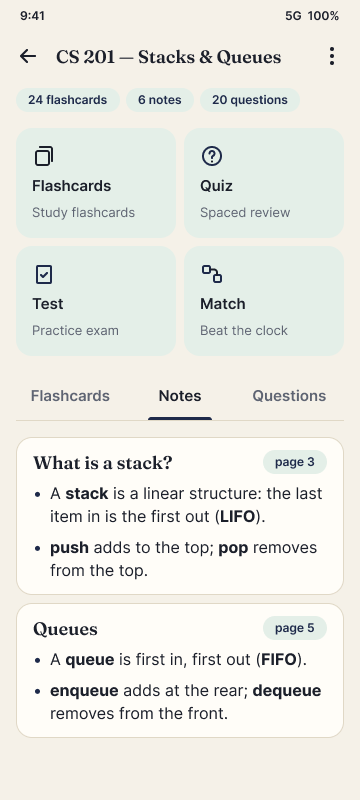 9:41
5G 100%
CS 201 — Stacks & Queues
24 flashcards
6 notes
20 questions
Flashcards
Study flashcards
Quiz
Spaced review
Test
Practice exam
Match
Beat the clock
Flashcards
Notes
Questions
What is a stack?
page 3
• A stack is a linear structure: the last
item in is the first out (LIFO).
• push adds to the top; pop removes
from the top.
Queues
page 5
• A queue is first in, first out (FIFO).
• enqueue adds at the rear; dequeue
removes from the front.